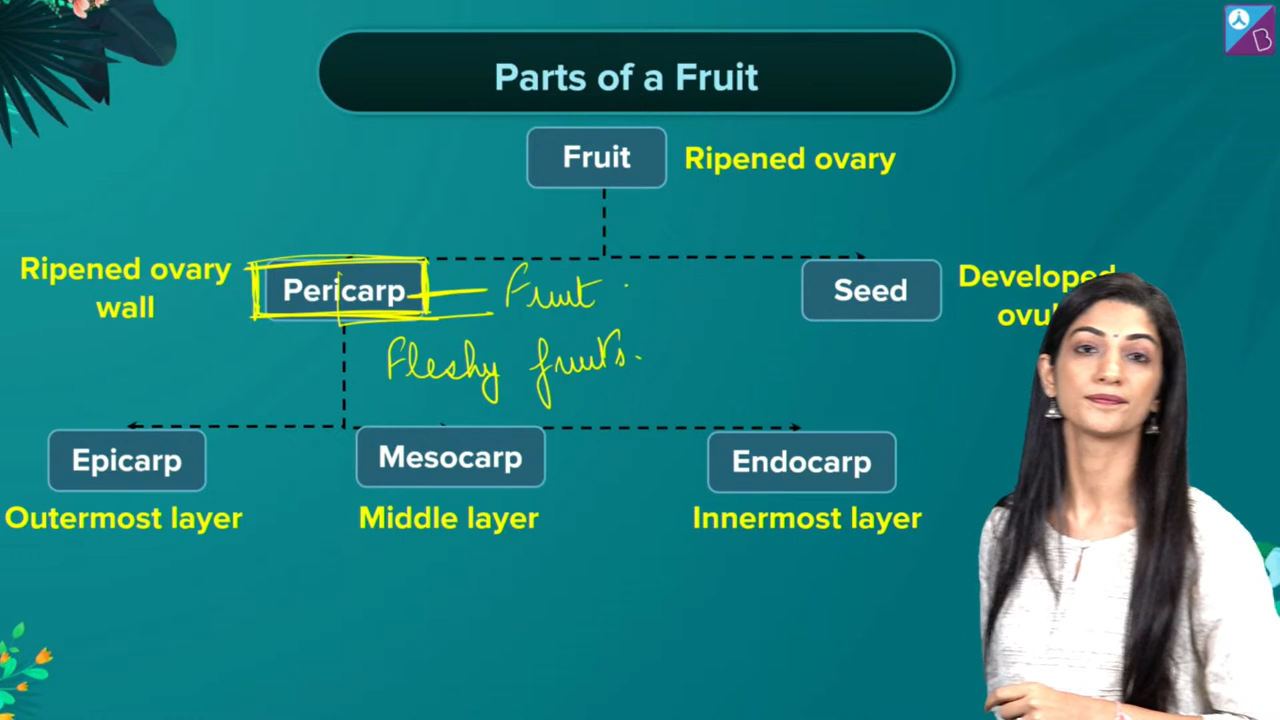 Parts of a Fruit
Fruit
Ripened ovary
Ripened ovary
wall
Pericarp
Fruit
Seed
Developed
Fleshy fruits.
Epicarp
Mesocarp
Endocarp
Outermost layer
Middle layer
Innermost layer
B